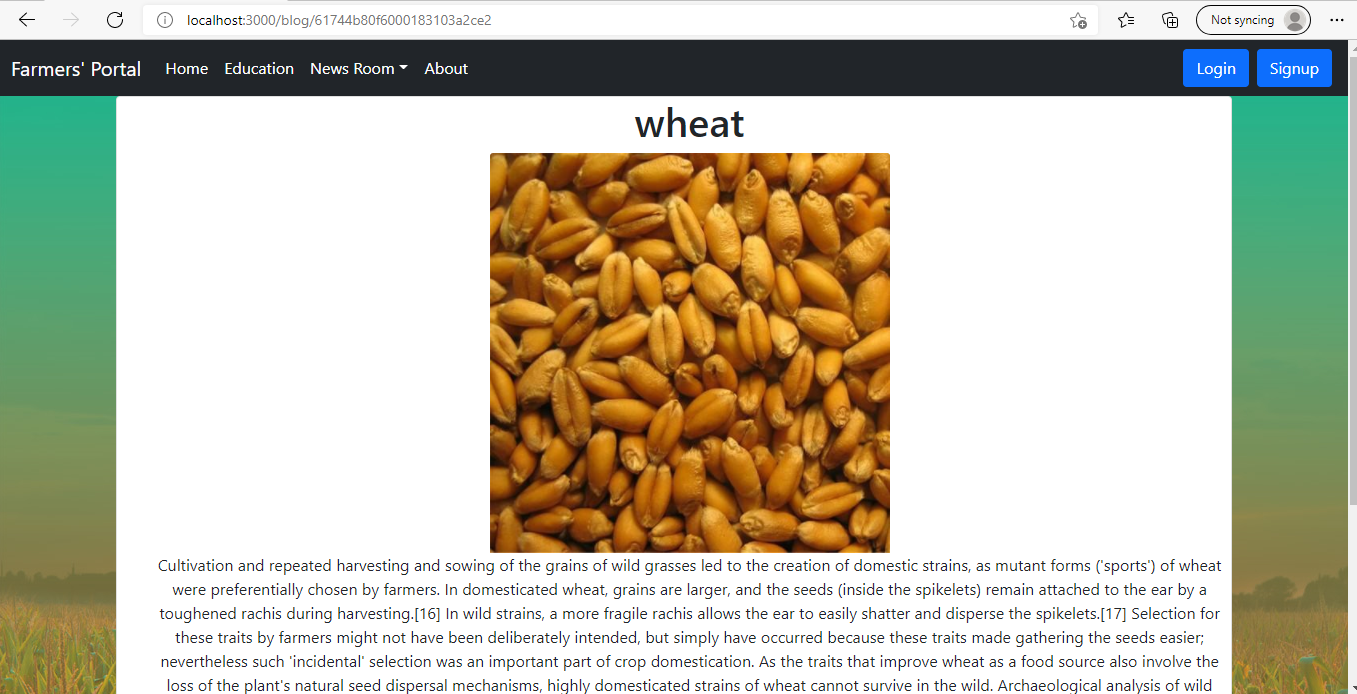 localhost:3000/blog/61744b80f6000183103a2ce2
Not syncing
Farmers' Portal Home Education News Room About Login Signup
wheat
Cultivation and repeated harvesting and sowing of the grains of wild grasses led to the creation of domestic strains, as mutant forms ('sports') of wheat
were preferentially chosen by farmers. In domesticated wheat, grains are larger, and the seeds (inside the spikelets) remain attached to the ear by a
toughened rachis during harvesting.[16] In wild strains, a more fragile rachis allows the ear to easily shatter and disperse the spikelets.[17] Selection for
these traits by farmers might not have been deliberately intended, but simply have occurred because these traits made gathering the seeds easier;
nevertheless such 'incidental' selection was an important part of crop domestication. As the traits that improve wheat as a food source also involve the
loss of the plant's natural seed dispersal mechanisms, highly domesticated strains of wheat cannot survive in the wild. Archaeological analysis of wild